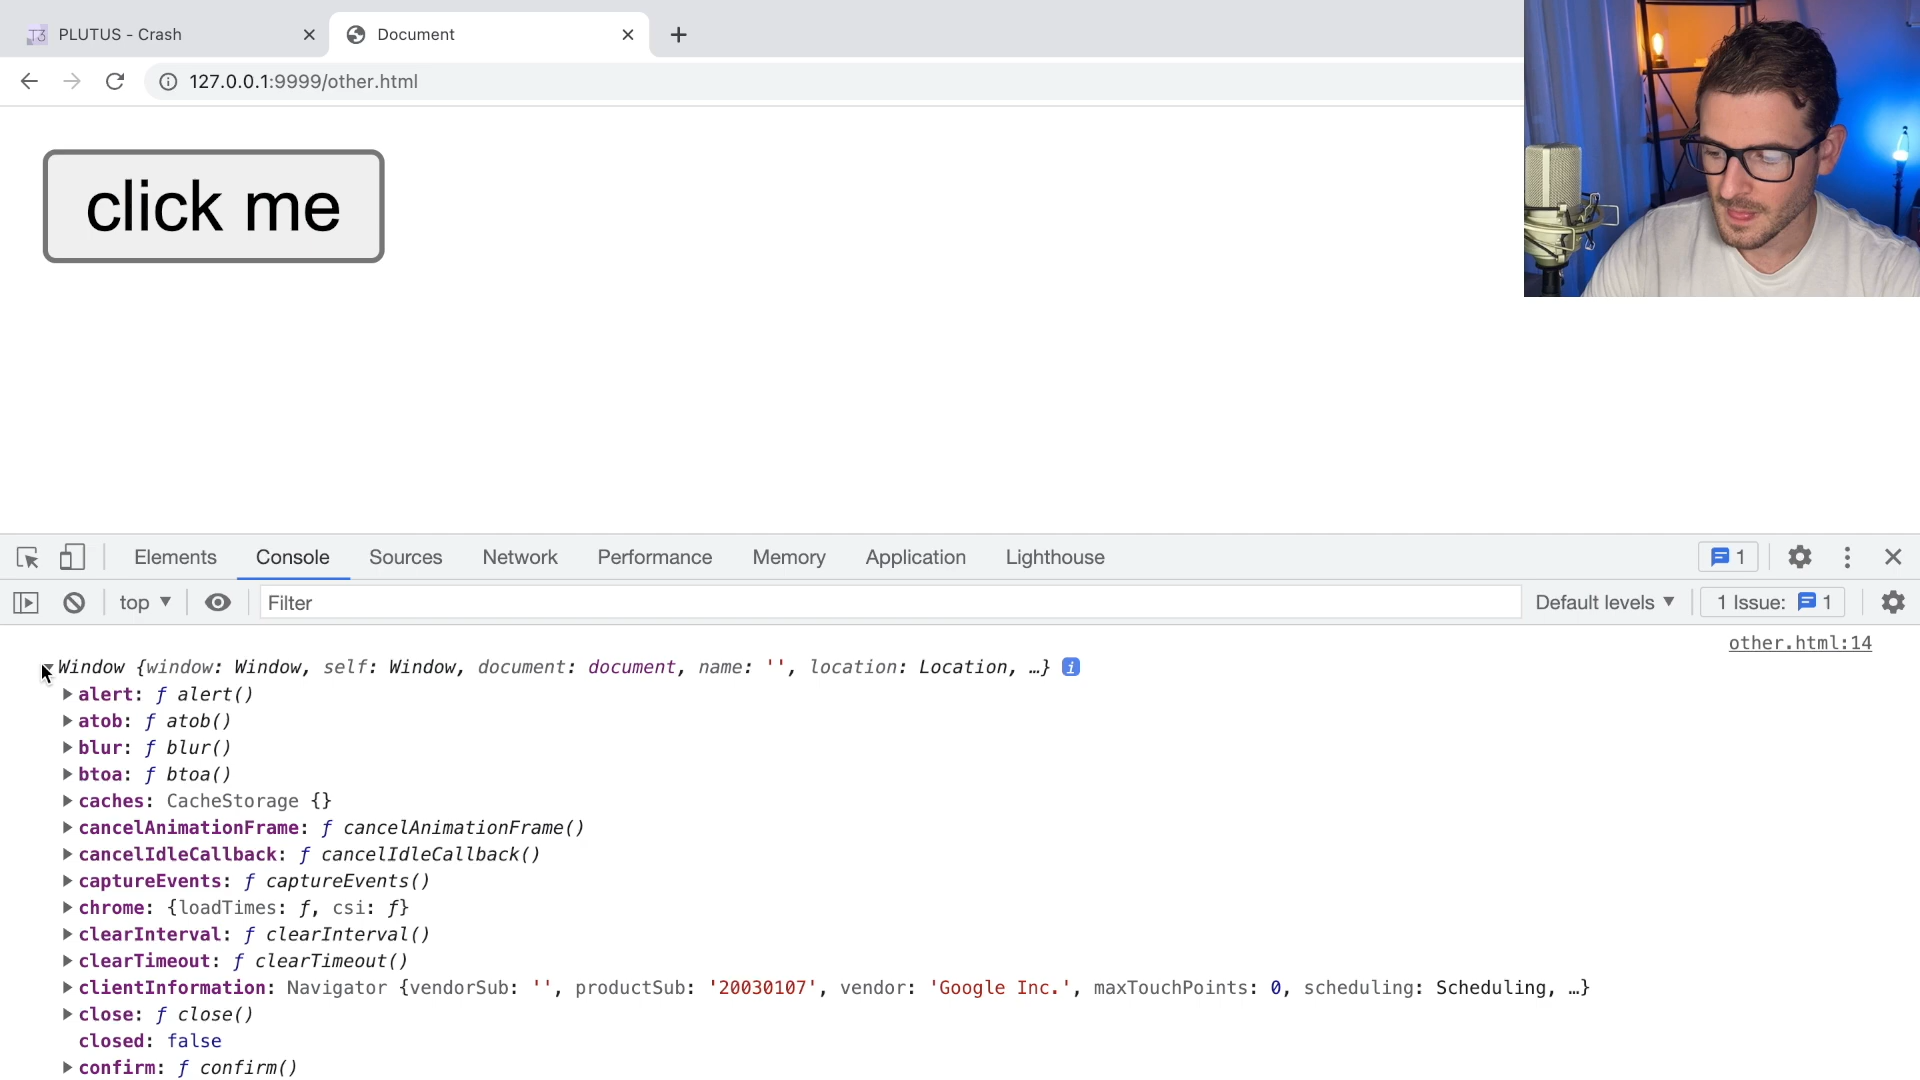 PLUTUS - Crash
Document
127.0.0.1:9999/other.html
click me
Elements Console Sources Network Performance Memory Application Lighthouse 1
top Filter Default levels 1 Issue: 1
other.html:14
Window {window: Window, self: Window, document: document, name: '', location: Location, …}
alert: ƒ alert()
atob: ƒ atob()
blur: ƒ blur()
btoa: ƒ btoa()
caches: CacheStorage {}
cancelAnimationFrame: ƒ cancelAnimationFrame()
cancelIdleCallback: ƒ cancelIdleCallback()
captureEvents: ƒ captureEvents()
chrome: {loadTimes: ƒ, csi: ƒ}
clearInterval: ƒ clearInterval()
clearTimeout: ƒ clearTimeout()
clientInformation: Navigator {vendorSub: '', productSub: '20030107', vendor: 'Google Inc.', maxTouchPoints: 0, scheduling: Scheduling, …}
close: ƒ close()
closed: false
confirm: ƒ confirm()